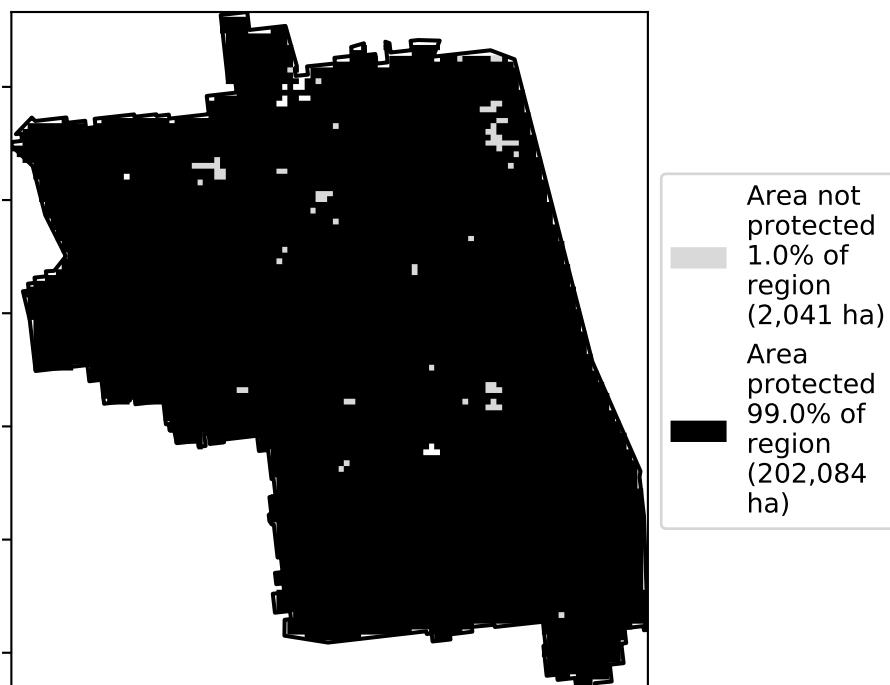 Area not
protected
1.0% of
region
(2,041 ha)
Area
protected
99.0% of
region
(202,084
ha)